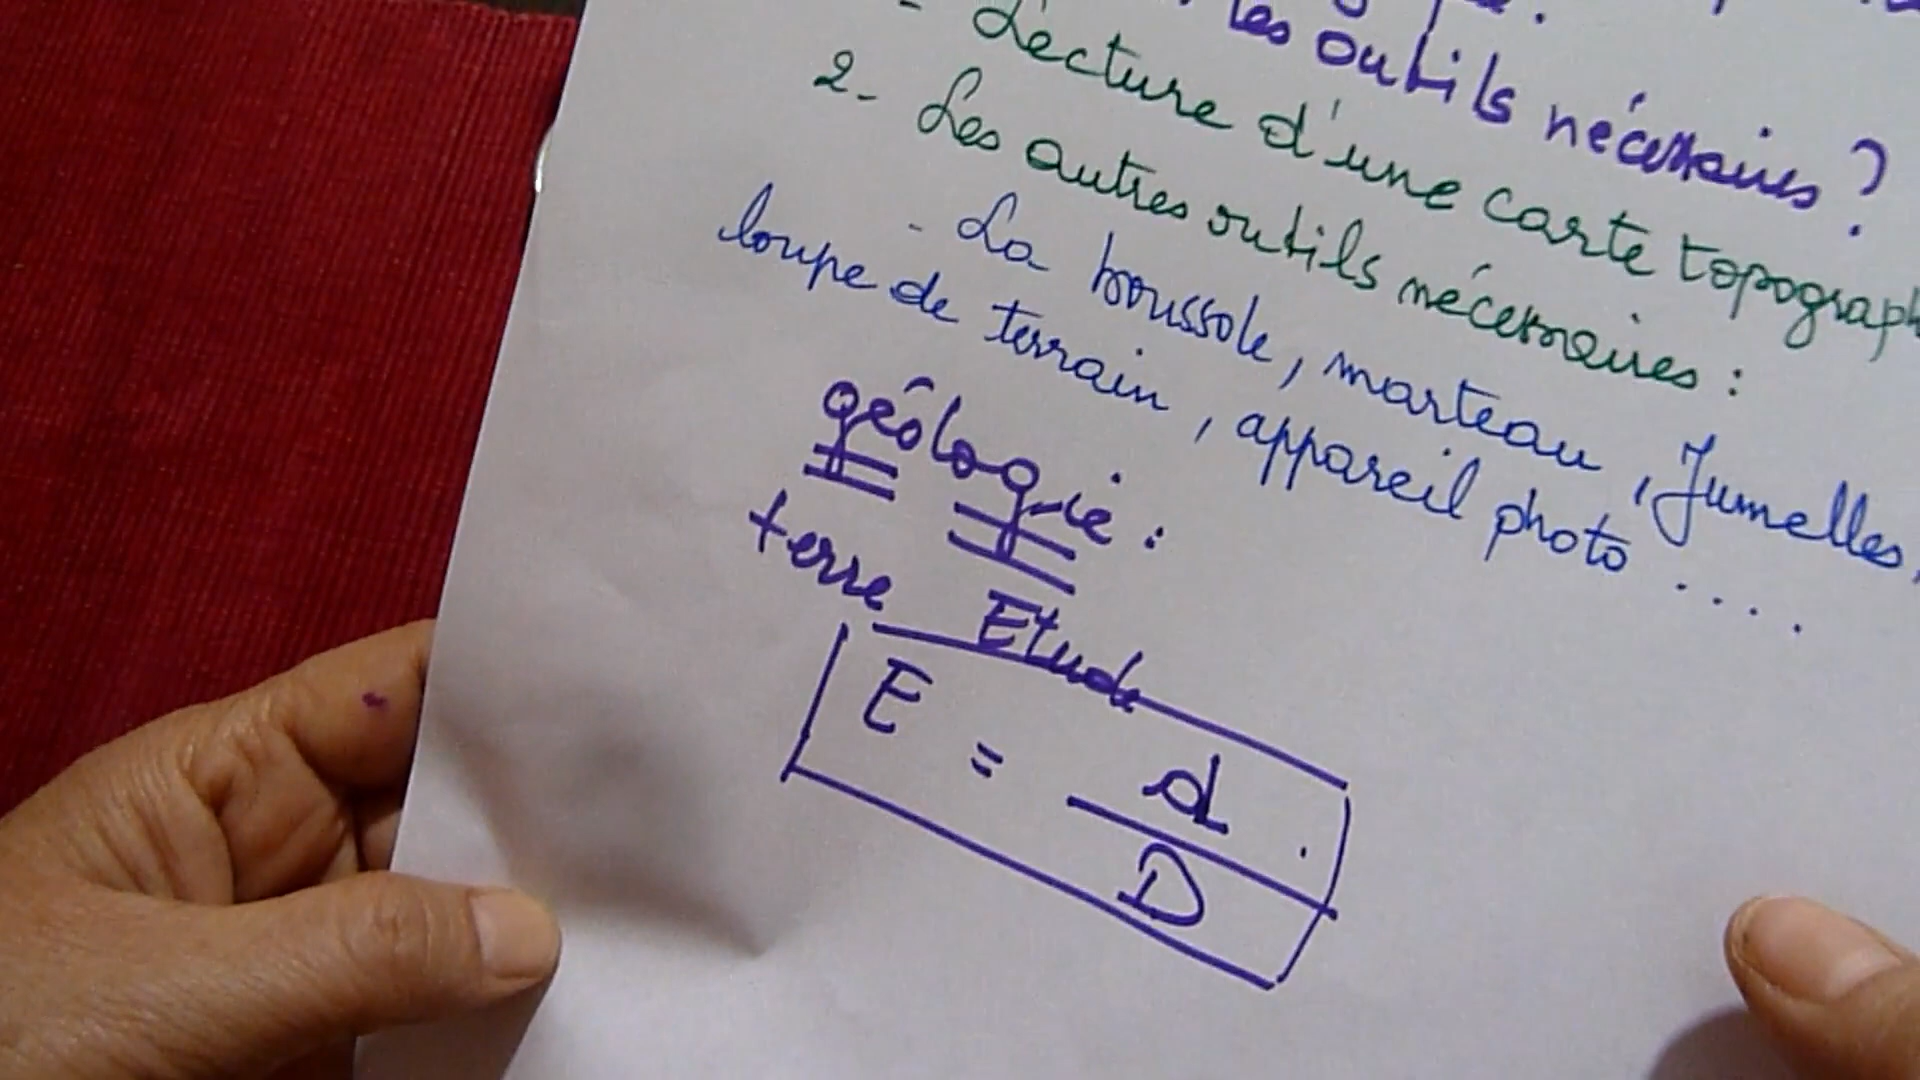 les outils nécessaires ?
- Lecture d'une carte topograph
2- Les autres outils nécessaires :
- La boussole, marteau, Jumelles,
loupe de terrain, appareil photo ....
géologie :
terre Etude
E = d / D